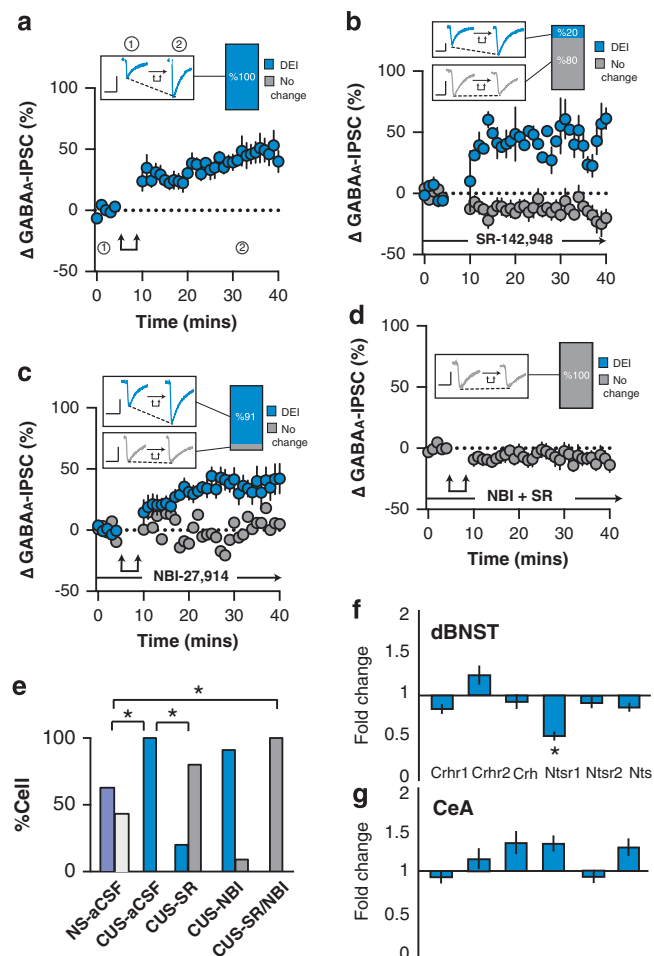 a
Δ GABAA-IPSC (%)
100
50
0
-50
0
10
20
30
40
Time (mins)
①
②
%100
DEI
No change
①
②
b
Δ GABAA-IPSC (%)
100
50
0
-50
0
10
20
30
40
Time (mins)
%20
%80
DEI
No change
SR-142,948
c
Δ GABAA-IPSC (%)
100
50
0
-50
0
10
20
30
40
Time (mins)
%91
DEI
No change
NBI-27,914
d
Δ GABAA-IPSC (%)
100
50
0
-50
0
10
20
30
40
Time (mins)
%100
DEI
No change
NBI + SR
e
%Cell
100
50
0
*
*
*
NS-aCSF
CUS-aCSF
CUS-SR
CUS-NBI
CUS-SR/NBI
f
dBNST
Fold change
2
1.5
1
0.5
0
*
Crhr1 Crhr2 Crh Ntsr1 Ntsr2 Nts
g
CeA
Fold change
2
1.5
1
0.5
0